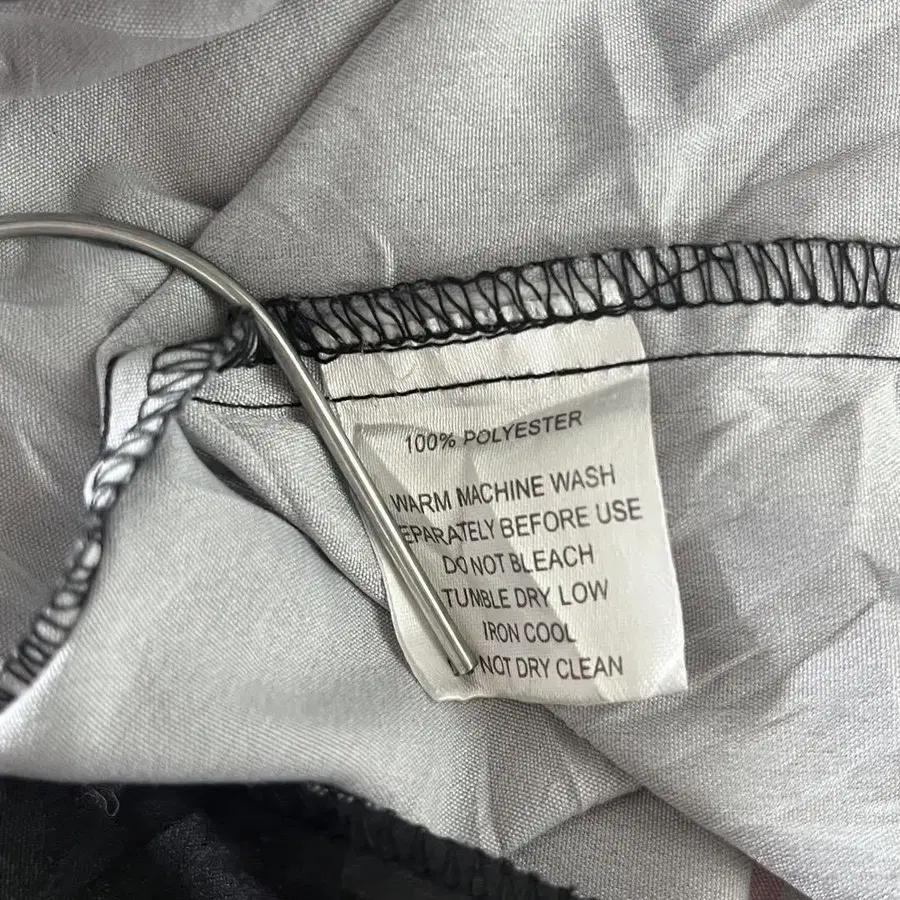 100% POLYESTER
WARM MACHINE WASH
EPARATELY BEFORE USE
DO NOT BLEACH
TUMBLE DRY LOW
IRON COOL
NOT DRY CLEAN